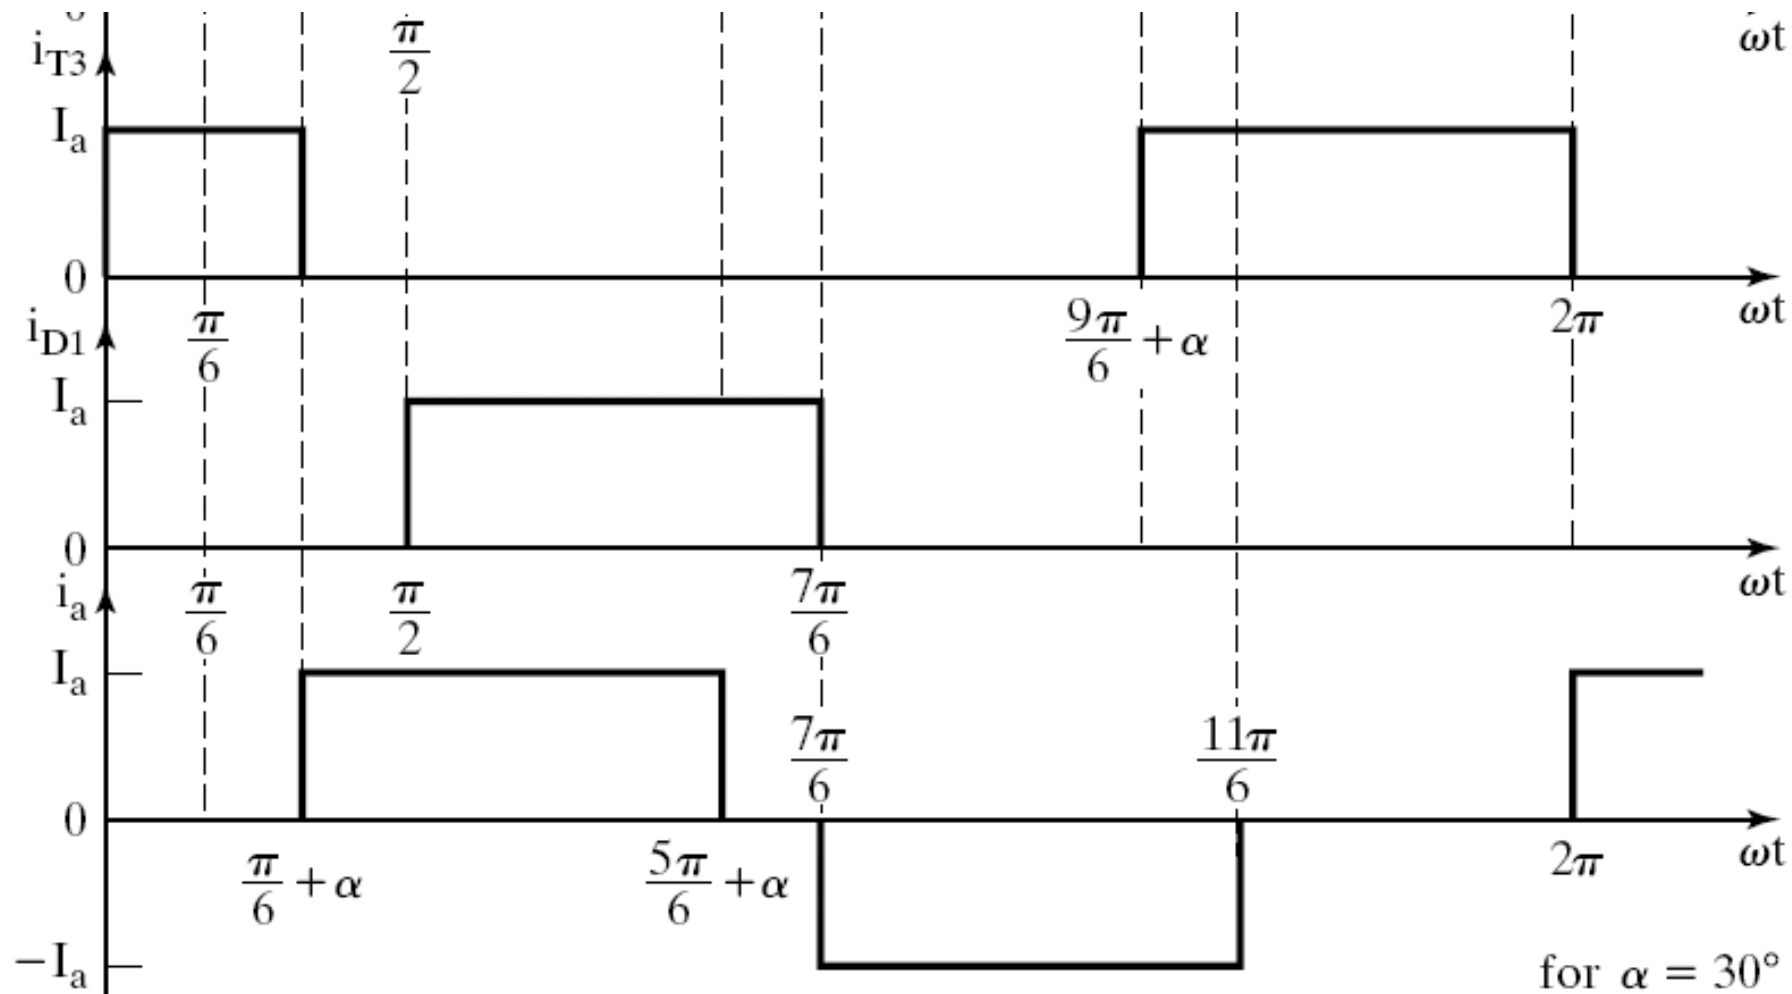 0
i_T3 π/2 ωt
I_a
0
π/6 9π/6 + α 2π ωt
i_D1
I_a
0
i_a π/6 π/2 7π/6 ωt
I_a
7π/6 11π/6
0
π/6 + α 5π/6 + α 2π ωt
−I_a for α = 30°